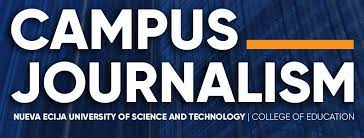 CAMPUS
JOURNALISM
NUEVA ECIJA UNIVERSITY OF SCIENCE AND TECHNOLOGY | COLLEGE OF EDUCATION